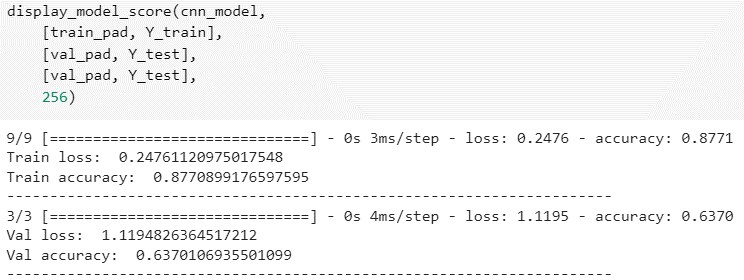 display_model_score(cnn_model,
    [train_pad, Y_train],
    [val_pad, Y_test],
    [val_pad, Y_test],
    256)
9/9 [==============================] - 0s 3ms/step - loss: 0.2476 - accuracy: 0.8771
Train loss:  0.24761120975017548
Train accuracy:  0.8770899176597595
----------------------------------------------------------------------
3/3 [==============================] - 0s 4ms/step - loss: 1.1195 - accuracy: 0.6370
Val loss:  1.1194826364517212
Val accuracy:  0.6370106935501099
----------------------------------------------------------------------